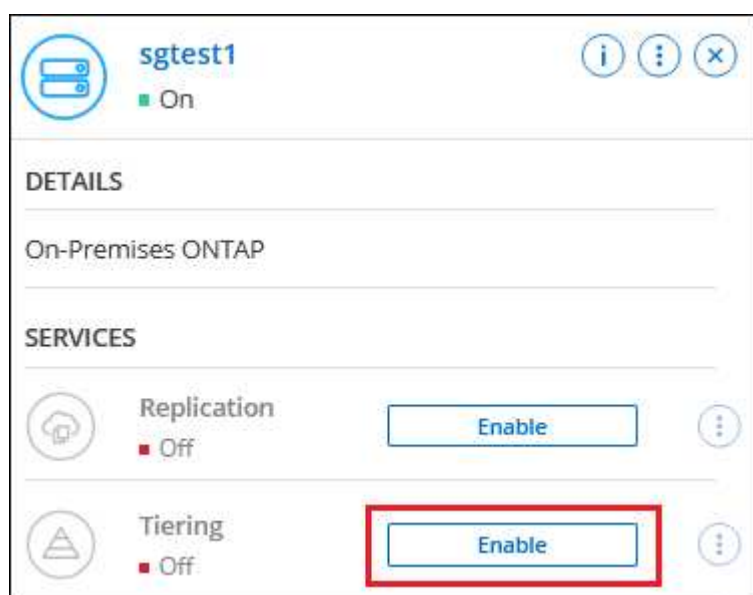 sgtest1
On
DETAILS
On-Premises ONTAP
SERVICES
Replication
Off
Enable
Tiering
Off
Enable